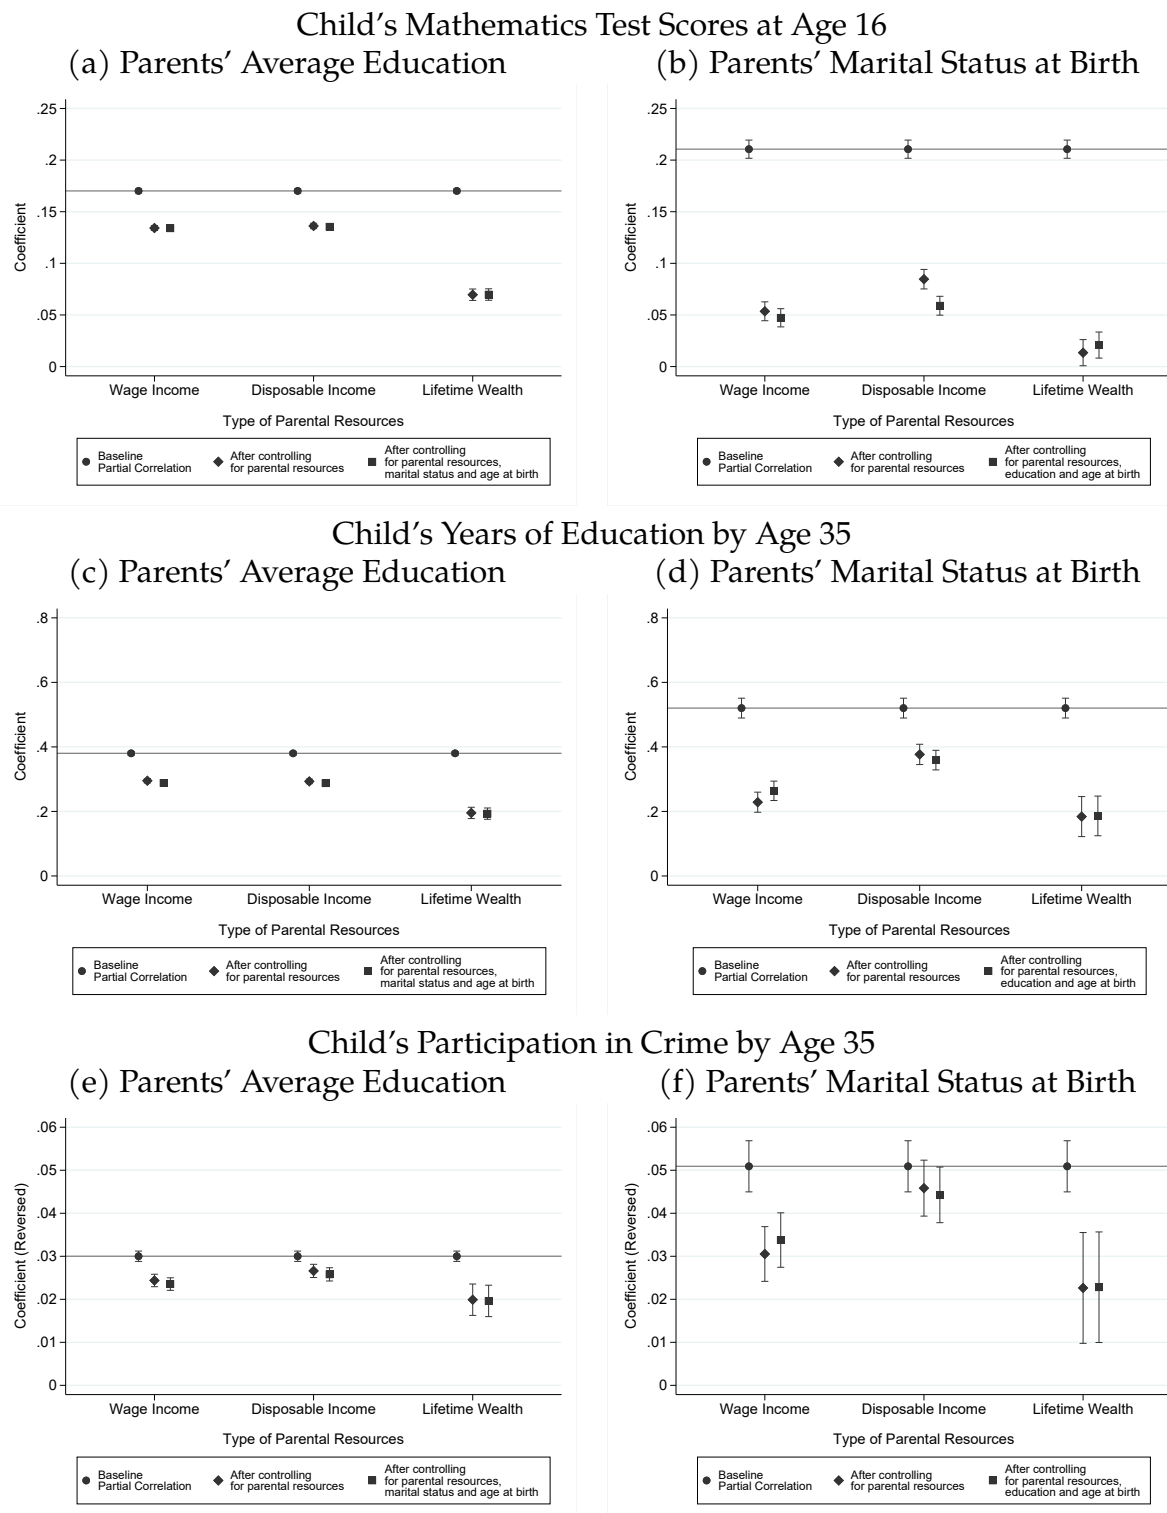 Child's Mathematics Test Scores at Age 16
(a) Parents' Average Education
.25
.2
.15
.1
.05
0
Coefficient
Wage Income Disposable Income Lifetime Wealth
Type of Parental Resources
Baseline
Partial Correlation
After controlling
for parental resources
After controlling
for parental resources,
marital status and age at birth
(b) Parents' Marital Status at Birth
.25
.2
.15
.1
.05
0
Coefficient
Wage Income Disposable Income Lifetime Wealth
Type of Parental Resources
Baseline
Partial Correlation
After controlling
for parental resources
After controlling
for parental resources,
education and age at birth
Child's Years of Education by Age 35
(c) Parents' Average Education
.8
.6
.4
.2
0
Coefficient
Wage Income Disposable Income Lifetime Wealth
Type of Parental Resources
Baseline
Partial Correlation
After controlling
for parental resources
After controlling
for parental resources,
marital status and age at birth
(d) Parents' Marital Status at Birth
.8
.6
.4
.2
0
Coefficient
Wage Income Disposable Income Lifetime Wealth
Type of Parental Resources
Baseline
Partial Correlation
After controlling
for parental resources
After controlling
for parental resources,
education and age at birth
Child's Participation in Crime by Age 35
(e) Parents' Average Education
.06
.05
.04
.03
.02
.01
0
Coefficient (Reversed)
Wage Income Disposable Income Lifetime Wealth
Type of Parental Resources
Baseline
Partial Correlation
After controlling
for parental resources
After controlling
for parental resources,
marital status and age at birth
(f) Parents' Marital Status at Birth
.06
.05
.04
.03
.02
.01
0
Coefficient (Reversed)
Wage Income Disposable Income Lifetime Wealth
Type of Parental Resources
Baseline
Partial Correlation
After controlling
for parental resources
After controlling
for parental resources,
education and age at birth